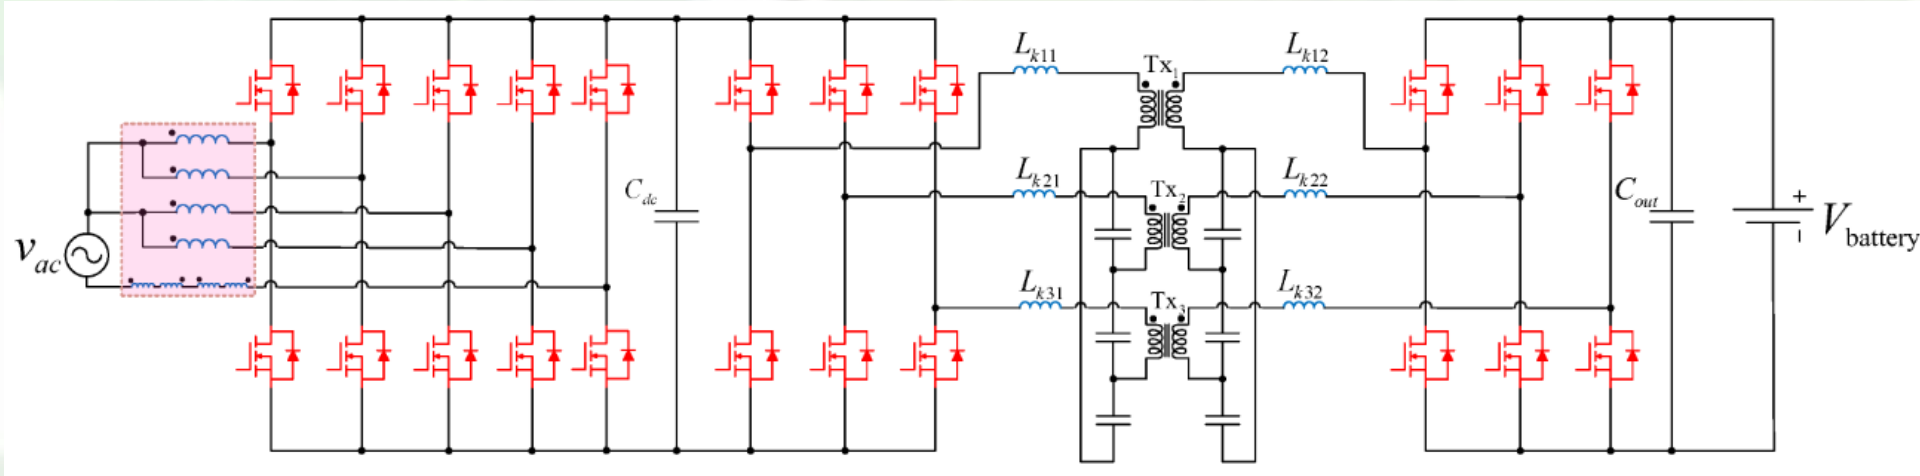 L_k11
L_k12
Tx_1
L_k21
Tx_2
L_k22
C_dc
C_out
+
V_battery
−
v_ac
L_k31
Tx_3
L_k32